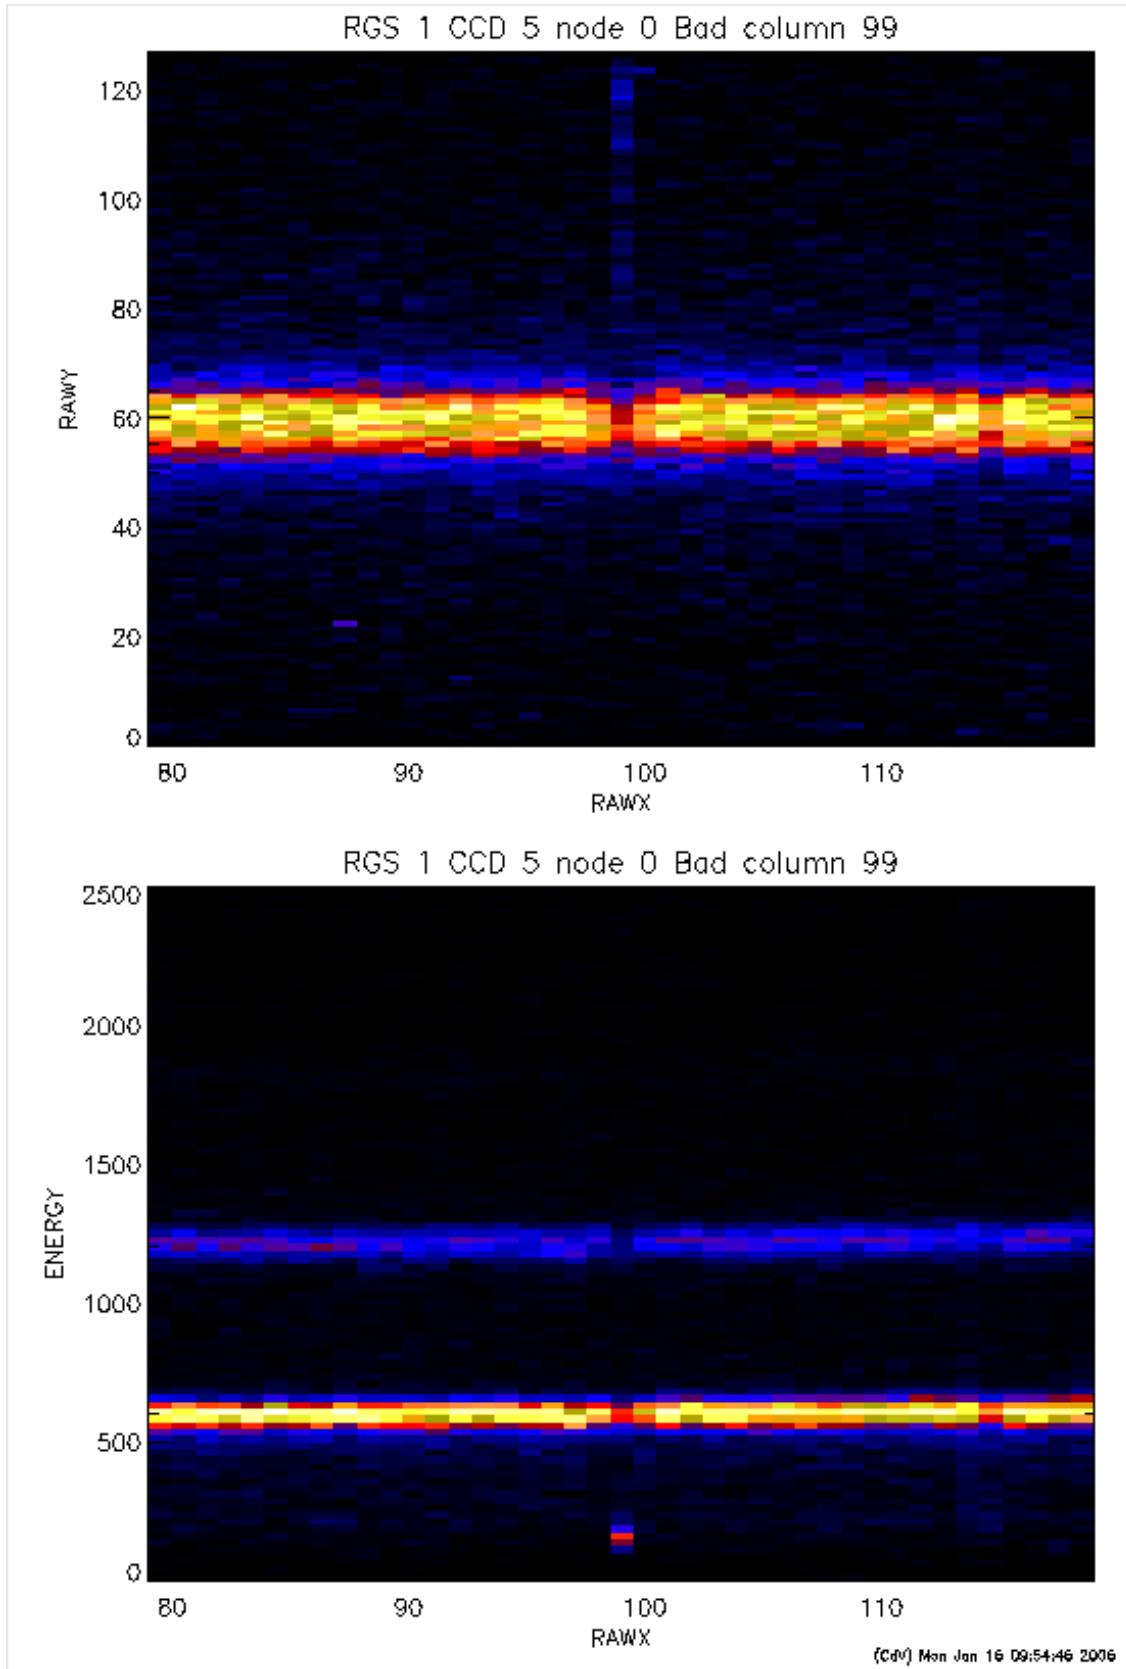 RGS 1 CCD 5 node 0 Bad column 99
120
100
80
60
40
20
0
RAWY
80 90 100 110
RAWX
RGS 1 CCD 5 node 0 Bad column 99
2500
2000
1500
1000
500
0
ENERGY
80 90 100 110
RAWX
(CdV) Mon Jan 16 09:54:46 2006